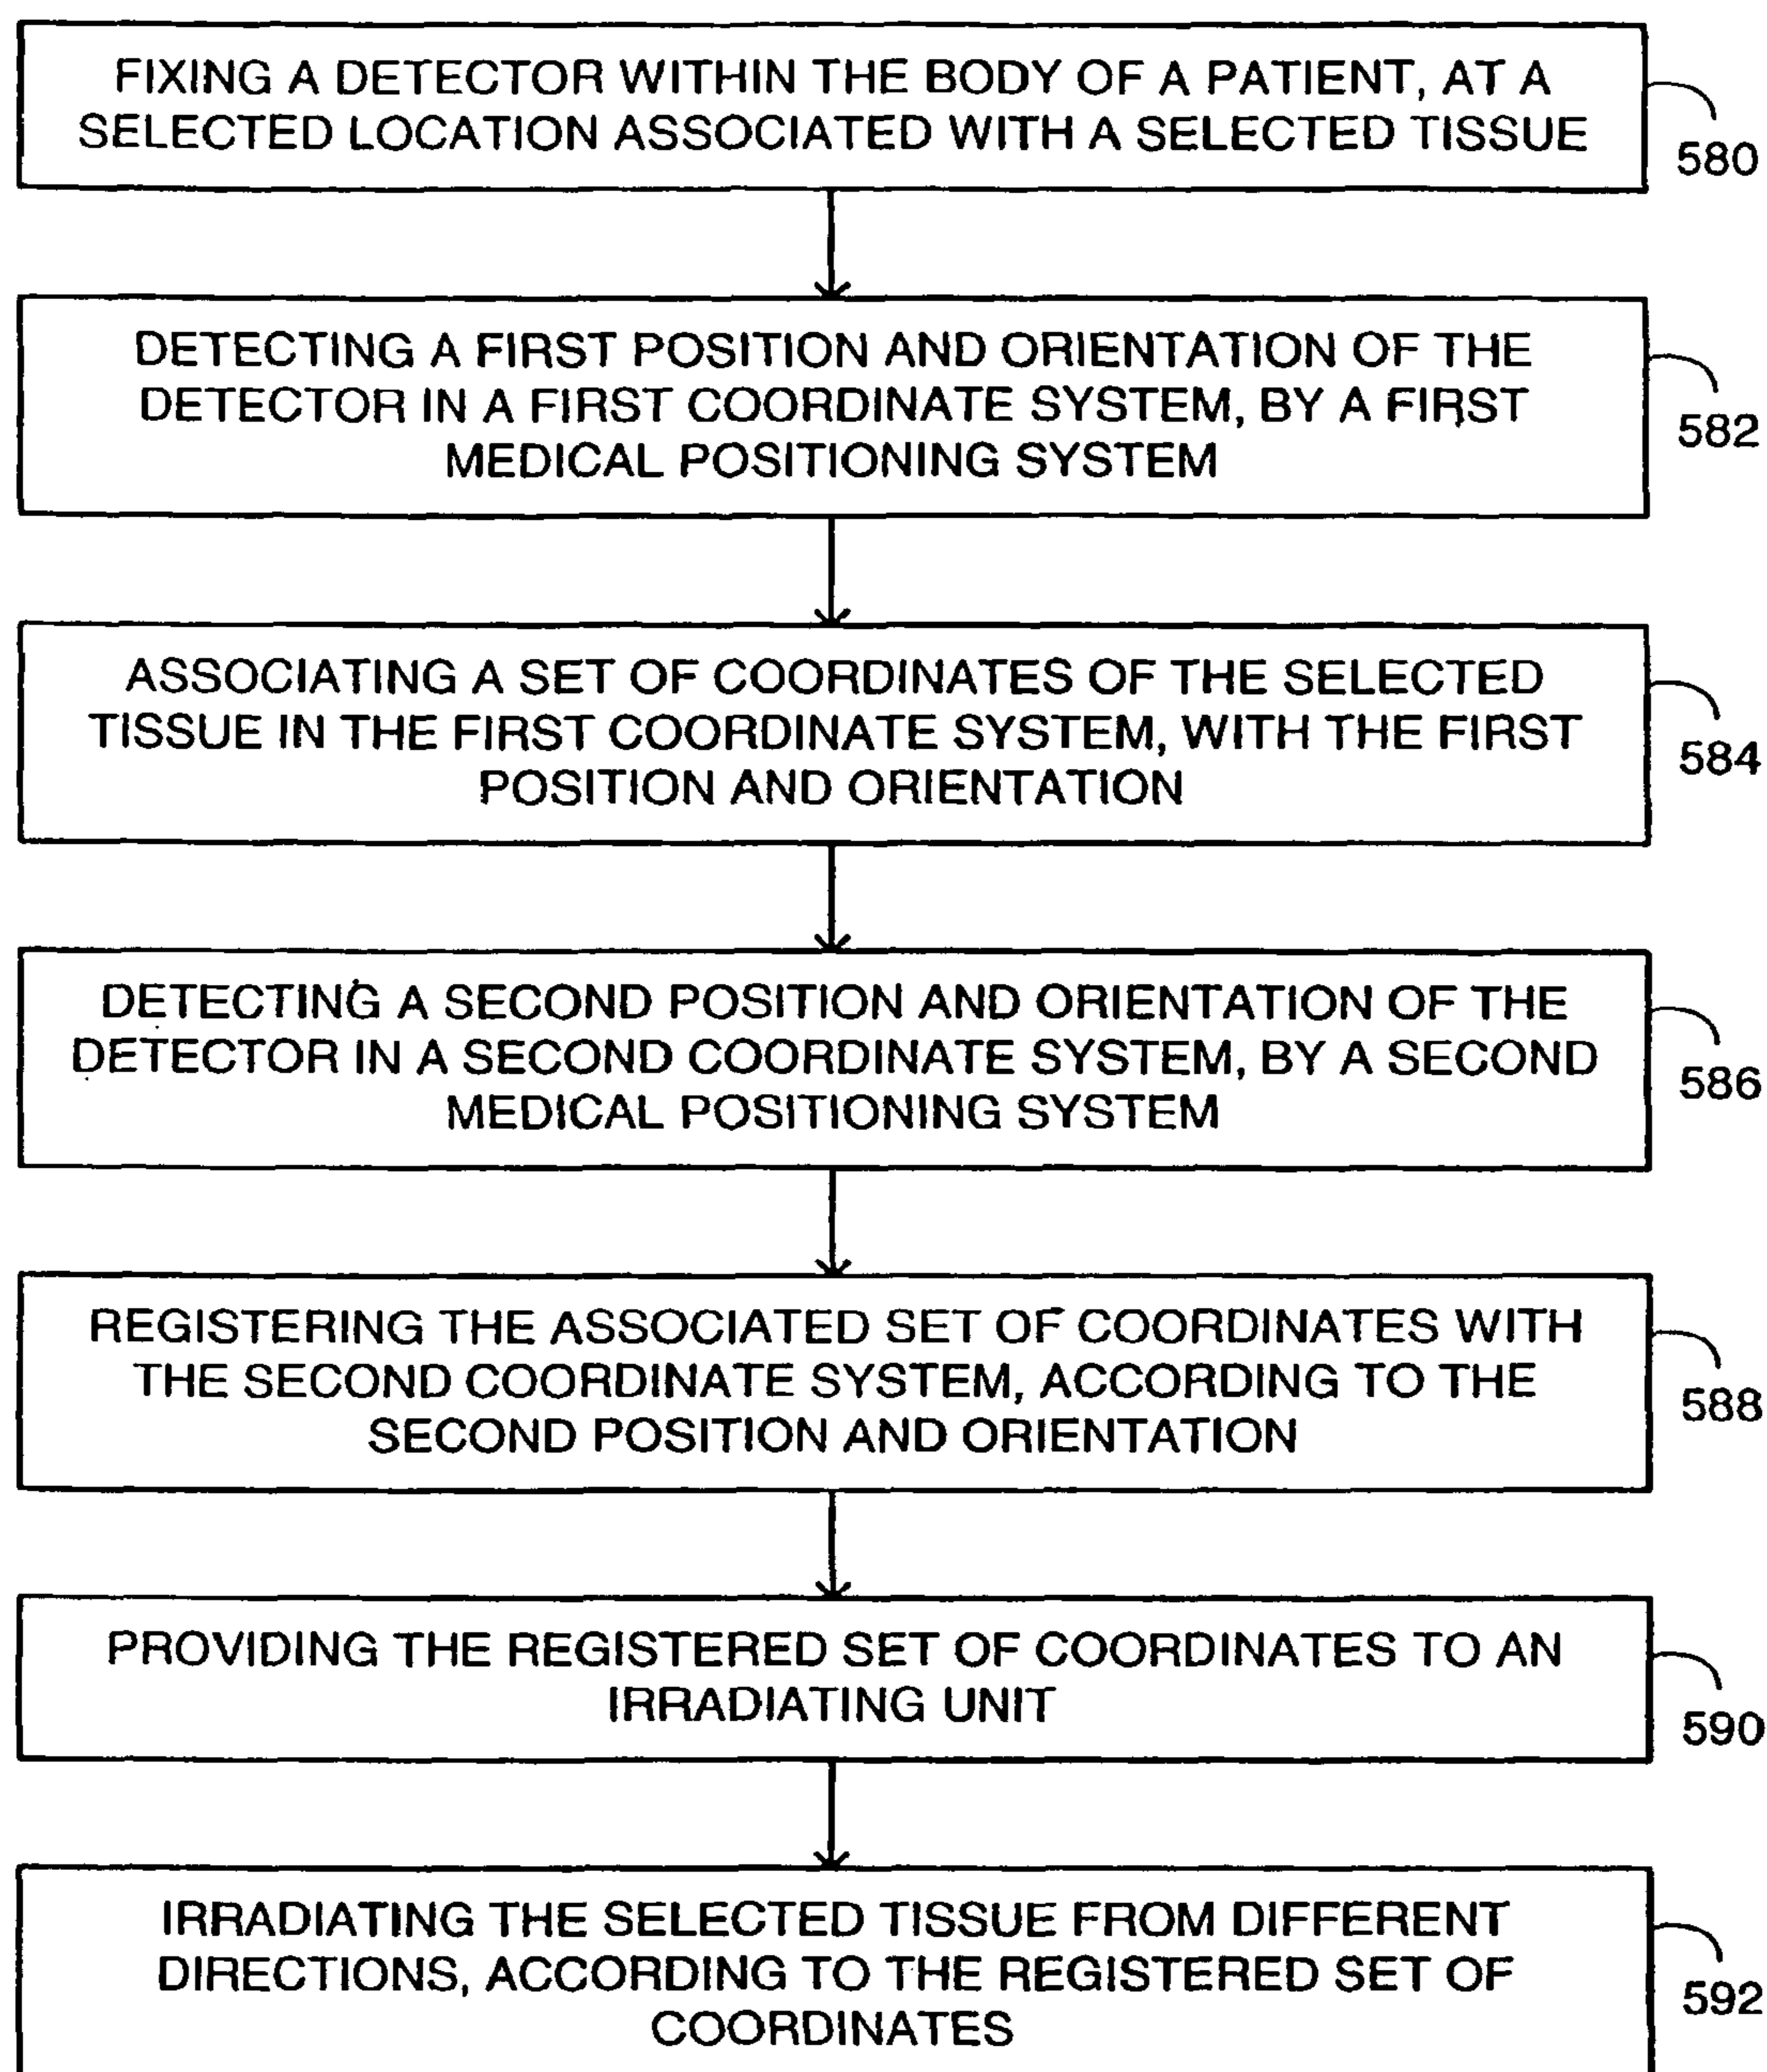 FIXING A DETECTOR WITHIN THE BODY OF A PATIENT, AT A
SELECTED LOCATION ASSOCIATED WITH A SELECTED TISSUE
580
DETECTING A FIRST POSITION AND ORIENTATION OF THE
DETECTOR IN A FIRST COORDINATE SYSTEM, BY A FIRST
MEDICAL POSITIONING SYSTEM
582
ASSOCIATING A SET OF COORDINATES OF THE SELECTED
TISSUE IN THE FIRST COORDINATE SYSTEM, WITH THE FIRST
POSITION AND ORIENTATION
584
DETECTING A SECOND POSITION AND ORIENTATION OF THE
DETECTOR IN A SECOND COORDINATE SYSTEM, BY A SECOND
MEDICAL POSITIONING SYSTEM
586
REGISTERING THE ASSOCIATED SET OF COORDINATES WITH
THE SECOND COORDINATE SYSTEM, ACCORDING TO THE
SECOND POSITION AND ORIENTATION
588
PROVIDING THE REGISTERED SET OF COORDINATES TO AN
IRRADIATING UNIT
590
IRRADIATING THE SELECTED TISSUE FROM DIFFERENT
DIRECTIONS, ACCORDING TO THE REGISTERED SET OF
COORDINATES
592